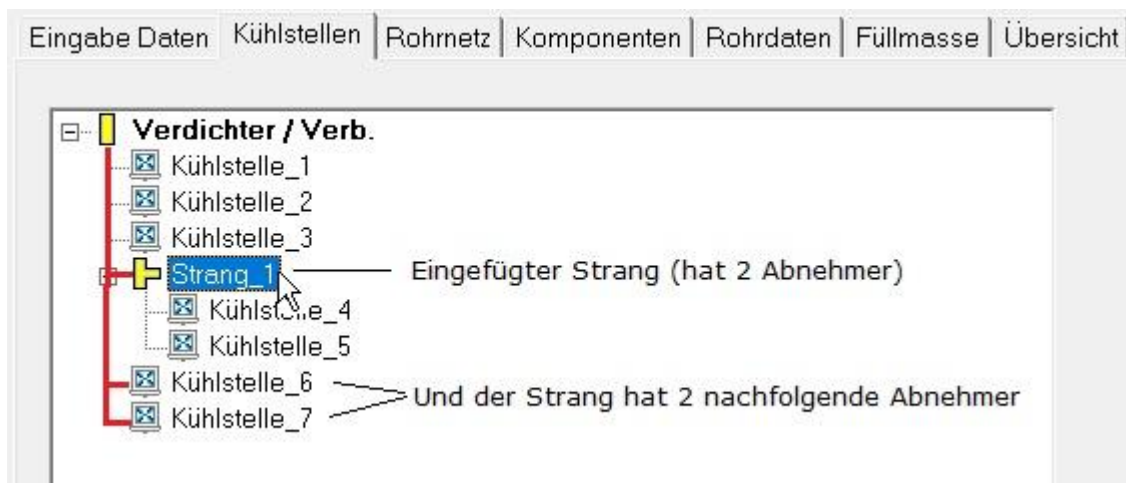 Eingabe Daten Kühlstellen Rohrnetz Komponenten Rohrdaten Füllmasse Übersicht
Verdichter / Verb.
Kühlstelle_1
Kühlstelle_2
Kühlstelle_3
Strang_1 Eingefügter Strang (hat 2 Abnehmer)
Kühlstelle_4
Kühlstelle_5
Kühlstelle_6
Und der Strang hat 2 nachfolgende Abnehmer
Kühlstelle_7